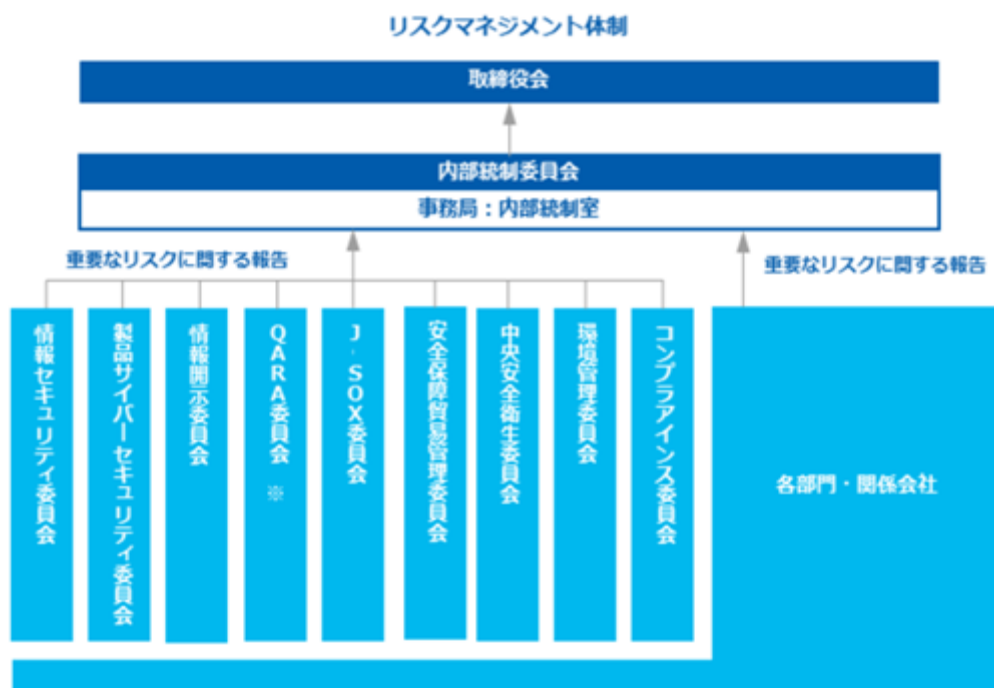 リスクマネジメント体制
取締役会
内部統制委員会
事務局：内部統制室
重要なリスクに関する報告
重要なリスクに関する報告
情報セキュリティ委員会
製品サイバーセキュリティ委員会
情報開示委員会
QARA委員会 ※
J-SOX委員会
安全保障貿易管理委員会
中央安全衛生委員会
環境管理委員会
コンプラアインス委員会
各部門・関係会社